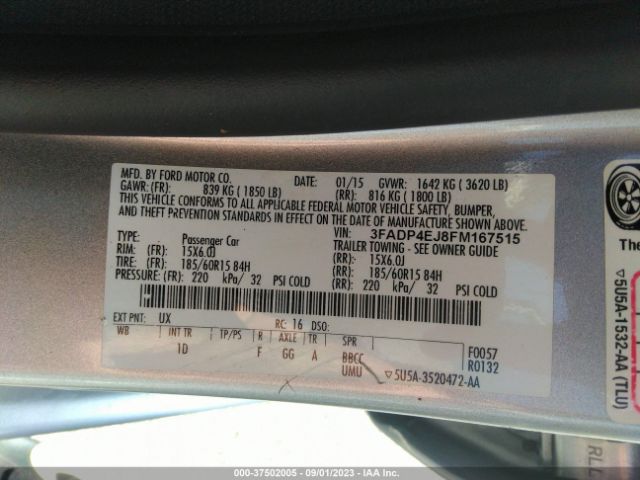 MFD. BY FORD MOTOR CO.
DATE: 01/15 GVWR: 1642 KG ( 3620 LB)
GAWR: (FR): 839 KG ( 1850 LB) (RR): 816 KG ( 1800 LB)
THIS VEHICLE CONFORMS TO ALL APPLICABLE FEDERAL MOTOR VEHICLE SAFETY, BUMPER,
AND THEFT PREVENTION STANDARDS IN EFFECT ON THE DATE OF MANUFACTURE SHOWN ABOVE.
VIN: 3FADP4EJ8FM167515
TYPE: Passenger Car TRAILER TOWING - SEE OWNER GUIDE
RIM: (FR): 15X6.0J (RR): 15X6.0J
TIRE: (FR): 185/60R15 84H (RR): 185/60R15 84H
PRESSURE: (FR): 220 kPa/ 32 PSI COLD (RR): 220 kPa/ 32 PSI COLD
EXT PNT: UX RC: 16 DSO:
WB INT TR TP/PS R AXLE TR SPR
1D F GG A BBCC
UMU
F0057
R0132
▽5U5A-3520472-AA
The
▽5U5A-1532-AA (TLU)
000-37502005 - 09/01/2023 - IAA Inc.